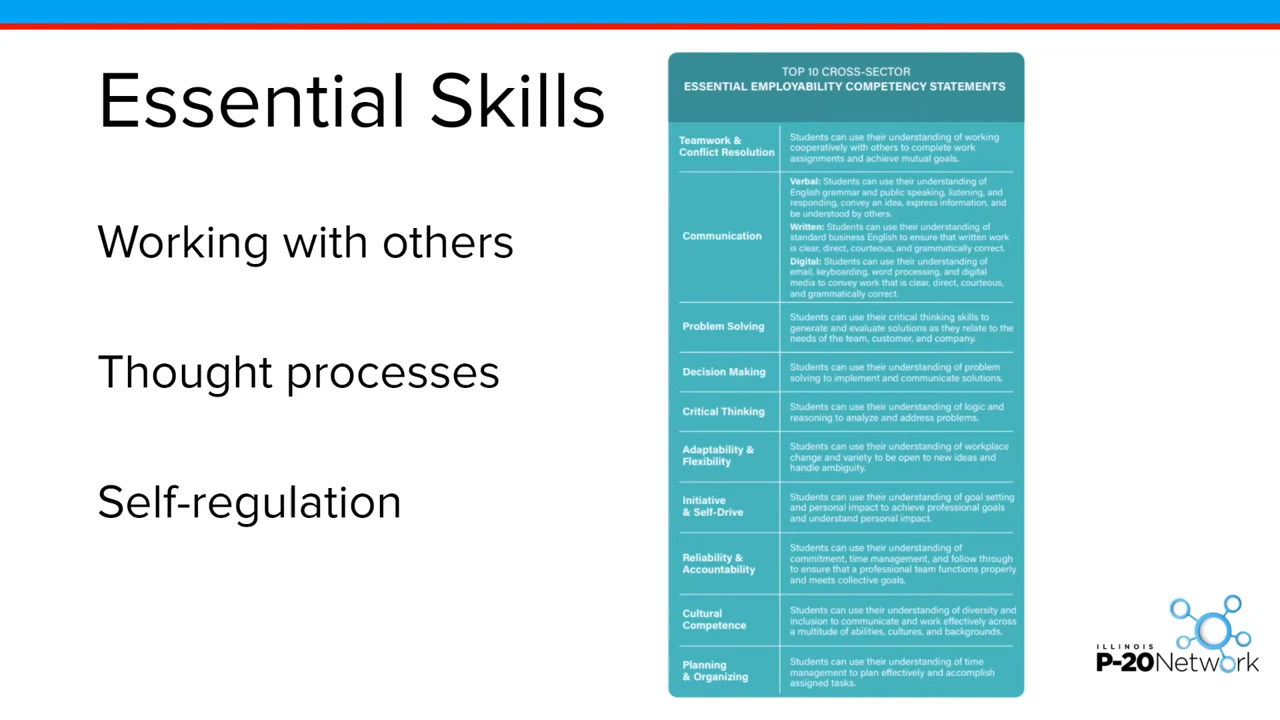 Essential Skills
Working with others
Thought processes
Self-regulation
TOP 10 CROSS-SECTOR
ESSENTIAL EMPLOYABILITY COMPETENCY STATEMENTS
Teamwork &
Conflict Resolution
Students can use their understanding of working
cooperatively with others to complete work
assignments and achieve mutual goals.
Communication
Verbal: Students can use their understanding of
English grammar and public speaking, listening, and
responding, convey an idea, express information, and
be understood by others.
Written: Students can use their understanding of
standard business English to ensure that written work
is clear, direct, courteous, and grammatically correct.
Digital: Students can use their understanding of
email, keyboarding, word processing, and digital
media to convey work that is clear, direct, courteous,
and grammatically correct.
Problem Solving
Students can use their critical thinking skills to
generate and evaluate solutions as they relate to the
needs of the team, customer, and company.
Decision Making
Students can use their understanding of problem
solving to implement and communicate solutions.
Critical Thinking
Students can use their understanding of logic and
reasoning to analyze and address problems.
Adaptability &
Flexibility
Students can use their understanding of workplace
change and variety to be open to new ideas and
handle ambiguity.
Initiative
& Self-Drive
Students can use their understanding of goal setting
and personal impact to achieve professional goals
and understand personal impact.
Reliability &
Accountability
Students can use their understanding of
commitment, time management, and follow through
to ensure that a professional team functions properly
and meets collective goals.
Cultural
Competence
Students can use their understanding of diversity and
inclusion to communicate and work effectively across
a multitude of abilities, cultures, and backgrounds.
Planning
& Organizing
Students can use their understanding of time
management to plan effectively and accomplish
assigned tasks.
ILLINOIS
P-20 Network